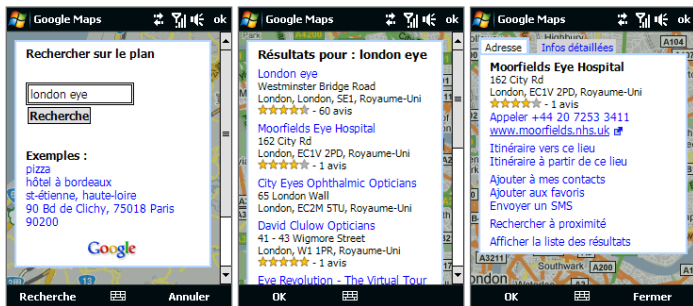 Google Maps
ok
Rechercher sur le plan
london eye
Recherche
Exemples :
pizza
hôtel à bordeaux
st-étienne, haute-loire
90 Bd de Clichy, 75018 Paris
90200
Google
Recherche
Annuler
Google Maps
ok
A4200
Résultats pour : london eye
London eye
Westminster Bridge Road
London, London, SE1, Royaume-Uni
- 60 avis
Moorfields Eye Hospital
162 City Rd
London, EC1V 2PD, Royaume-Uni
- 1 avis
City Eyes Ophthalmic Opticians
65 London Wall
London, EC2M 5TU, Royaume-Uni
David Clulow Opticians
41 - 43 Wigmore Street
London, W1 1PR, Royaume-Uni
- 1 avis
Eye Revolution - The Virtual Tour
OK
Google Maps
ok
Highbury
A104
Adresse
Infos détaillées
Moorfields Eye Hospital
162 City Rd
London, EC1V 2PD, Royaume-Uni
- 1 avis
Appeler +44 20 7253 3411
www.moorfields.nhs.uk
Itinéraire vers ce lieu
Itinéraire à partir de ce lieu
Ajouter à mes contacts
Ajouter aux favoris
Envoyer un SMS
Rechercher à proximité
Afficher la liste des résultats
A3211
Southwark
A200
OK
Fermer